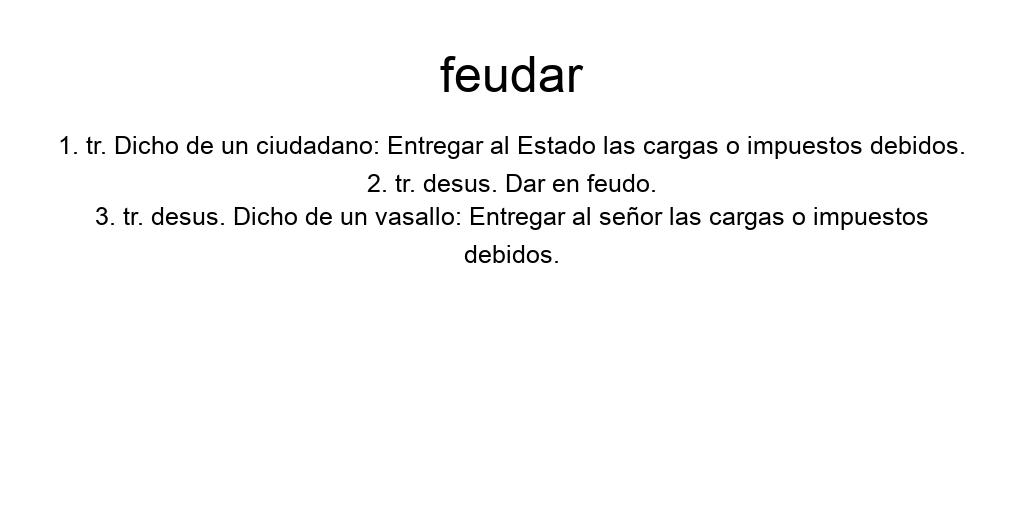 feudar
1. tr. Dicho de un ciudadano: Entregar al Estado las cargas o impuestos debidos.
2. tr. desus. Dar en feudo.
3. tr. desus. Dicho de un vasallo: Entregar al señor las cargas o impuestos
debidos.